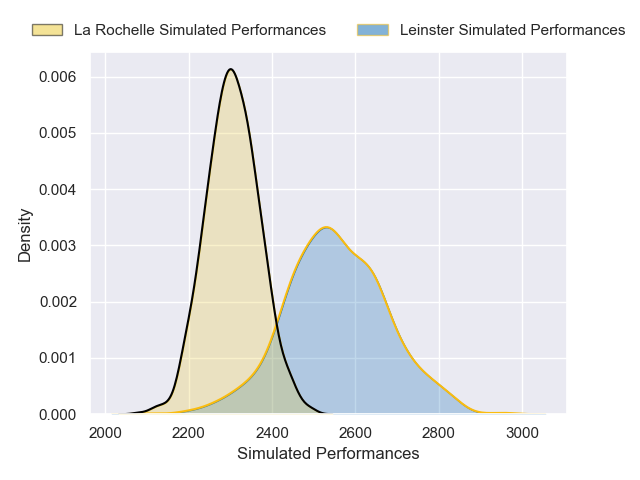 La Rochelle Simulated Performances Leinster Simulated Performances
0.006
0.005
0.004
0.003
0.002
0.001
0.000
Density
2000 2200 2400 2600 2800 3000
Simulated Performances